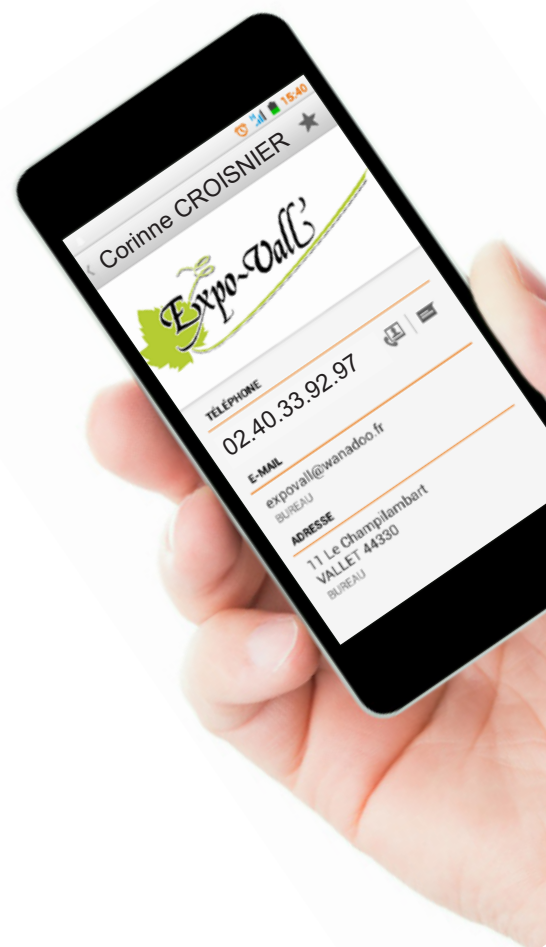 15:40
Corinne CROISNIER
Expo~Vall'
TÉLÉPHONE
02.40.33.92.97
E-MAIL
expovall@wanadoo.fr
BUREAU
ADRESSE
11 Le Champilambart
VALLET 44330
BUREAU